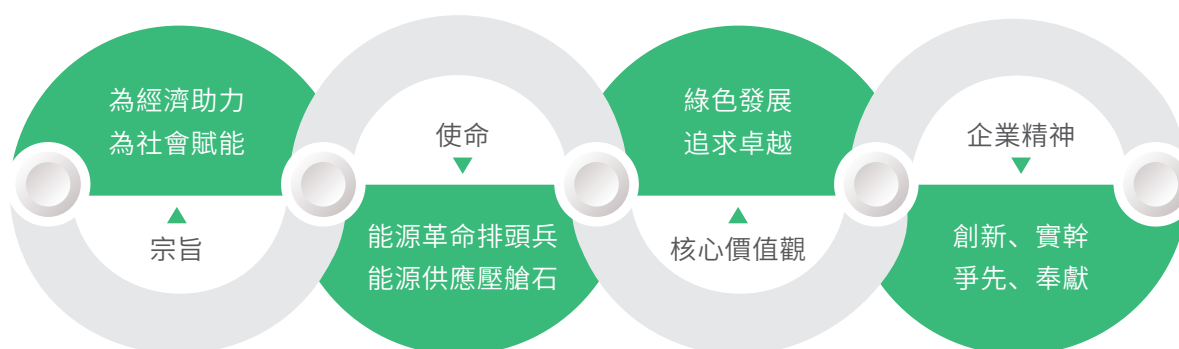 為經濟助力
為社會賦能
宗旨
使命
能源革命排頭兵
能源供應壓艙石
綠色發展
追求卓越
核心價值觀
企業精神
創新、實幹
爭先、奉獻